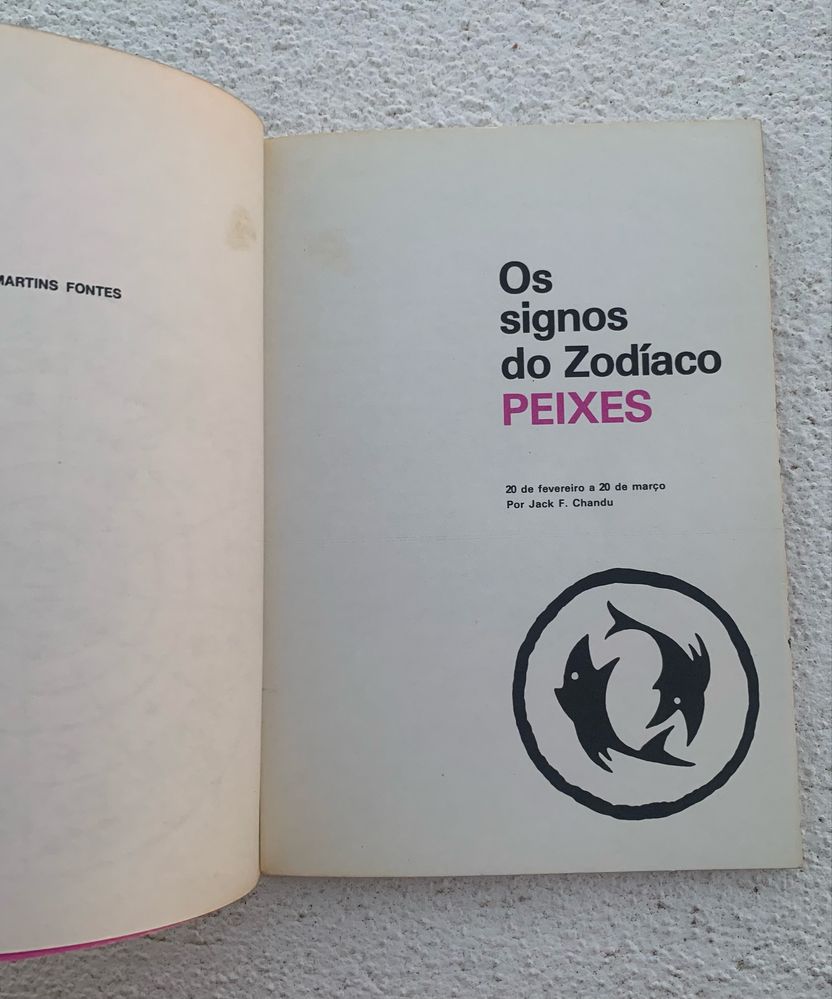 MARTINS FONTES
Os
signos
do Zodíaco
PEIXES
20 de fevereiro a 20 de março
Por Jack F. Chandu